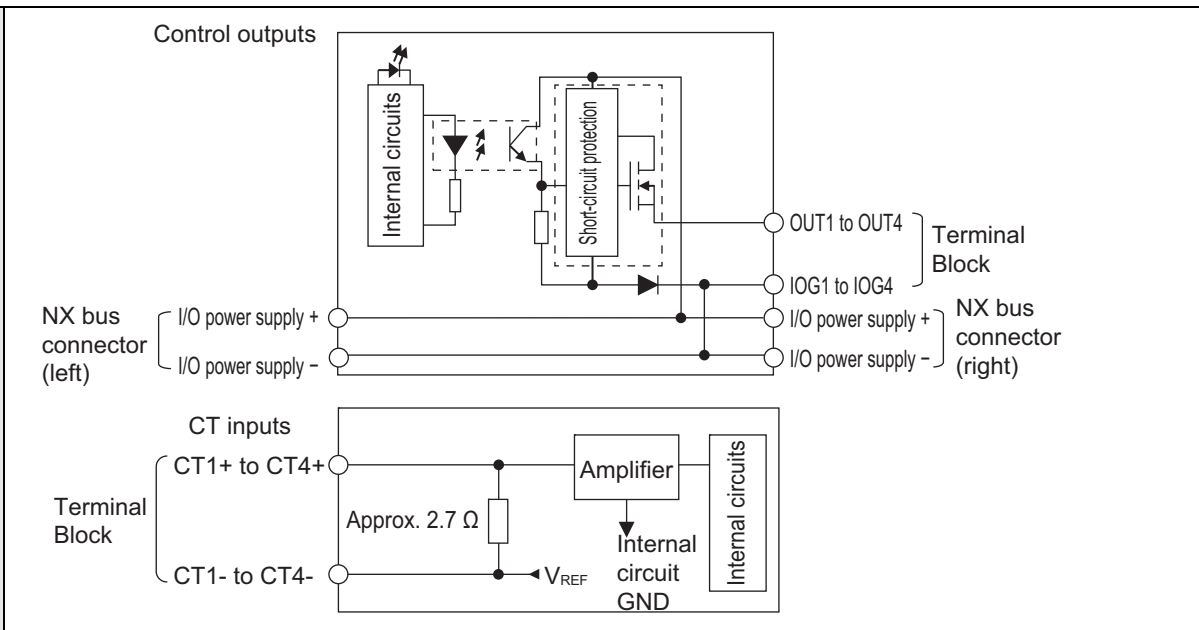 Control outputs
Internal circuits
Short-circuit protection
OUT1 to OUT4
IOG1 to IOG4
Terminal
Block
NX bus
connector
(left)
I/O power supply +
I/O power supply −
I/O power supply +
I/O power supply −
NX bus
connector
(right)
CT inputs
CT1+ to CT4+
CT1- to CT4-
Terminal
Block
Approx. 2.7 Ω
Amplifier
VREF
Internal
circuit
GND
Internal circuits